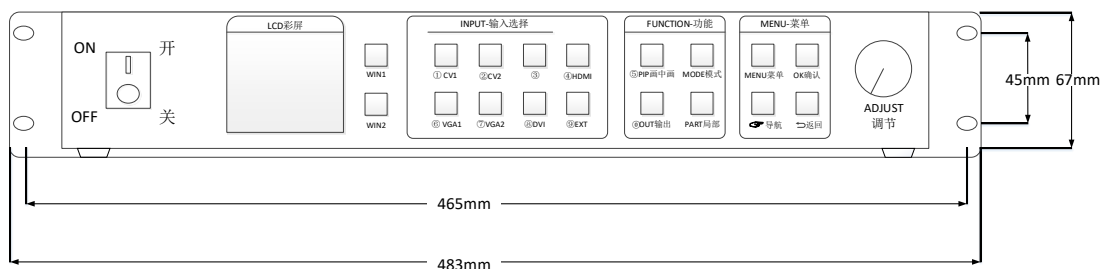 LCD彩屏
INPUT-输入选择
FUNCTION-功能
MENU-菜单
ON 开
OFF 关
WIN1
WIN2
①CV1 ②CV2 ③ ④HDMI
⑥VGA1 ⑦VGA2 ⑧DVI ⑨EXT
⑤PIP画中画 MODE模式
OUT输出 PART局部
MENU菜单 OK确认
导航 返回
ADJUST
调节
45mm 67mm
465mm
483mm